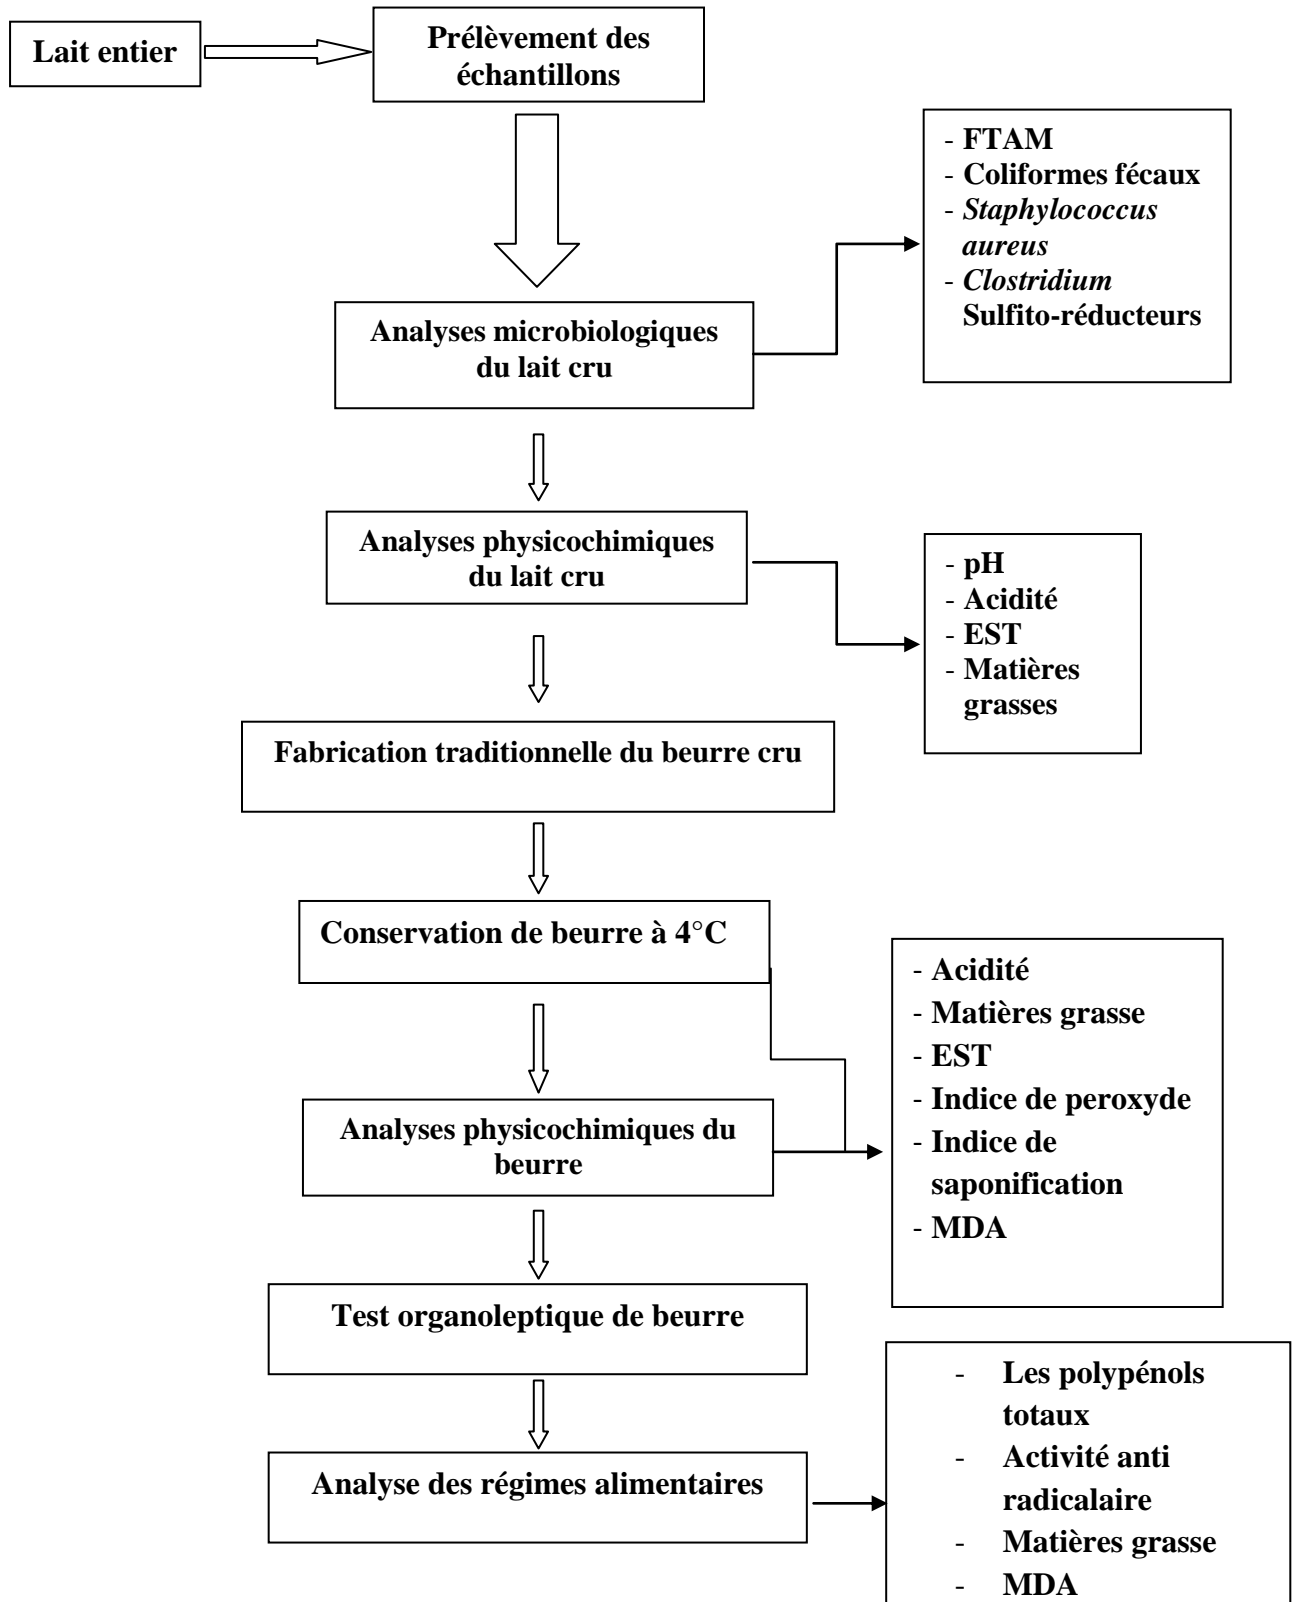 Lait entier
Prélèvement des
échantillons
- FTAM
- Coliformes fécaux
- Staphylococcus
aureus
- Clostridium
Sulfito-réducteurs
Analyses microbiologiques
du lait cru
Analyses physicochimiques
du lait cru
- pH
- Acidité
- EST
- Matières
grasses
Fabrication traditionnelle du beurre cru
Conservation de beurre à 4°C
- Acidité
- Matières grasse
- EST
- Indice de peroxyde
- Indice de
saponification
- MDA
Analyses physicochimiques du
beurre
Test organoleptique de beurre
Analyse des régimes alimentaires
- Les polypénols
totaux
- Activité anti
radicalaire
- Matières grasse
- MDA